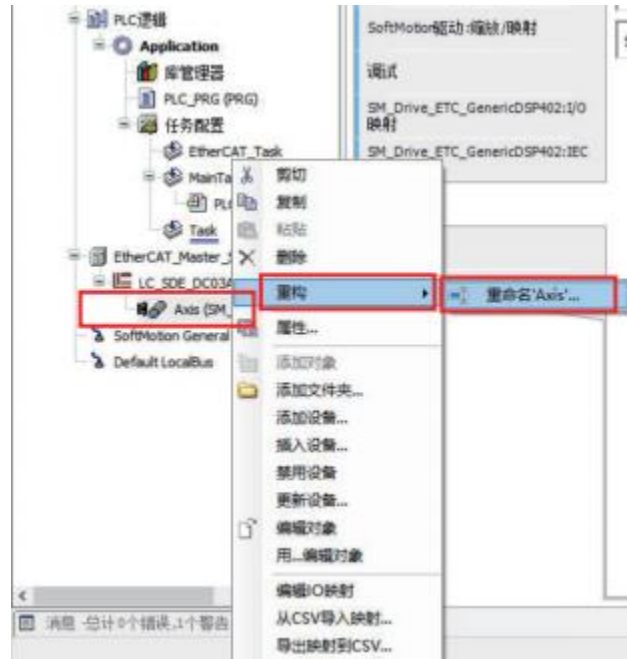 PLC逻辑
Application
库管理器
PLC_PRG (PRG)
任务配置
EtherCAT_Task
MainTa
PL
Task
EtherCAT_Master_S
LC_SDE_DC03A
Axis (SM_
SoftMotion General
Default LocalBus
SoftMotion驱动:缩放/映射
调试
SM_Drive_ETC_GenericDSP402:I/O
映射
SM_Drive_ETC_GenericDSP402:IEC
剪切
复制
粘贴
删除
重构
重命名'Axis'...
属性...
添加对象
添加文件夹...
添加设备...
插入设备...
禁用设备
更新设备...
编辑对象
用...编辑对象
编辑IO映射
从CSV导入映射...
导出映射到CSV...
消息 -总计0个错误,1个警告